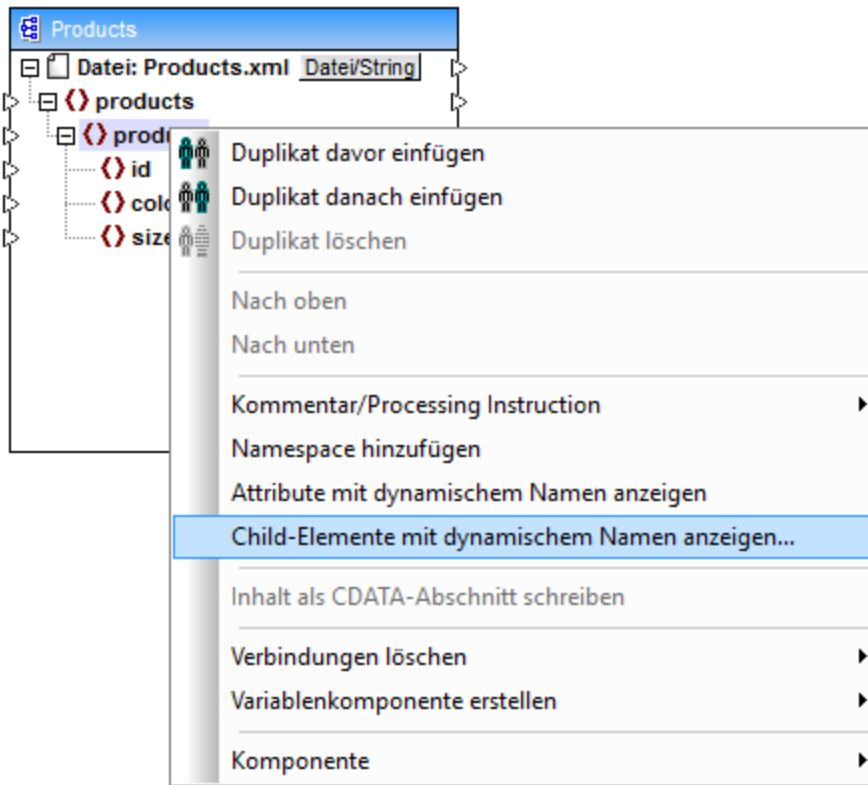 Products
Datei: Products.xml Datei/String
products
id
Duplikat davor einfügen
Duplikat danach einfügen
Duplikat löschen
Nach oben
Nach unten
Kommentar/Processing Instruction
Namespace hinzufügen
Attribute mit dynamischem Namen anzeigen
Child-Elemente mit dynamischem Namen anzeigen...
Inhalt als CDATA-Abschnitt schreiben
Verbindungen löschen
Variablenkomponente erstellen
Komponente